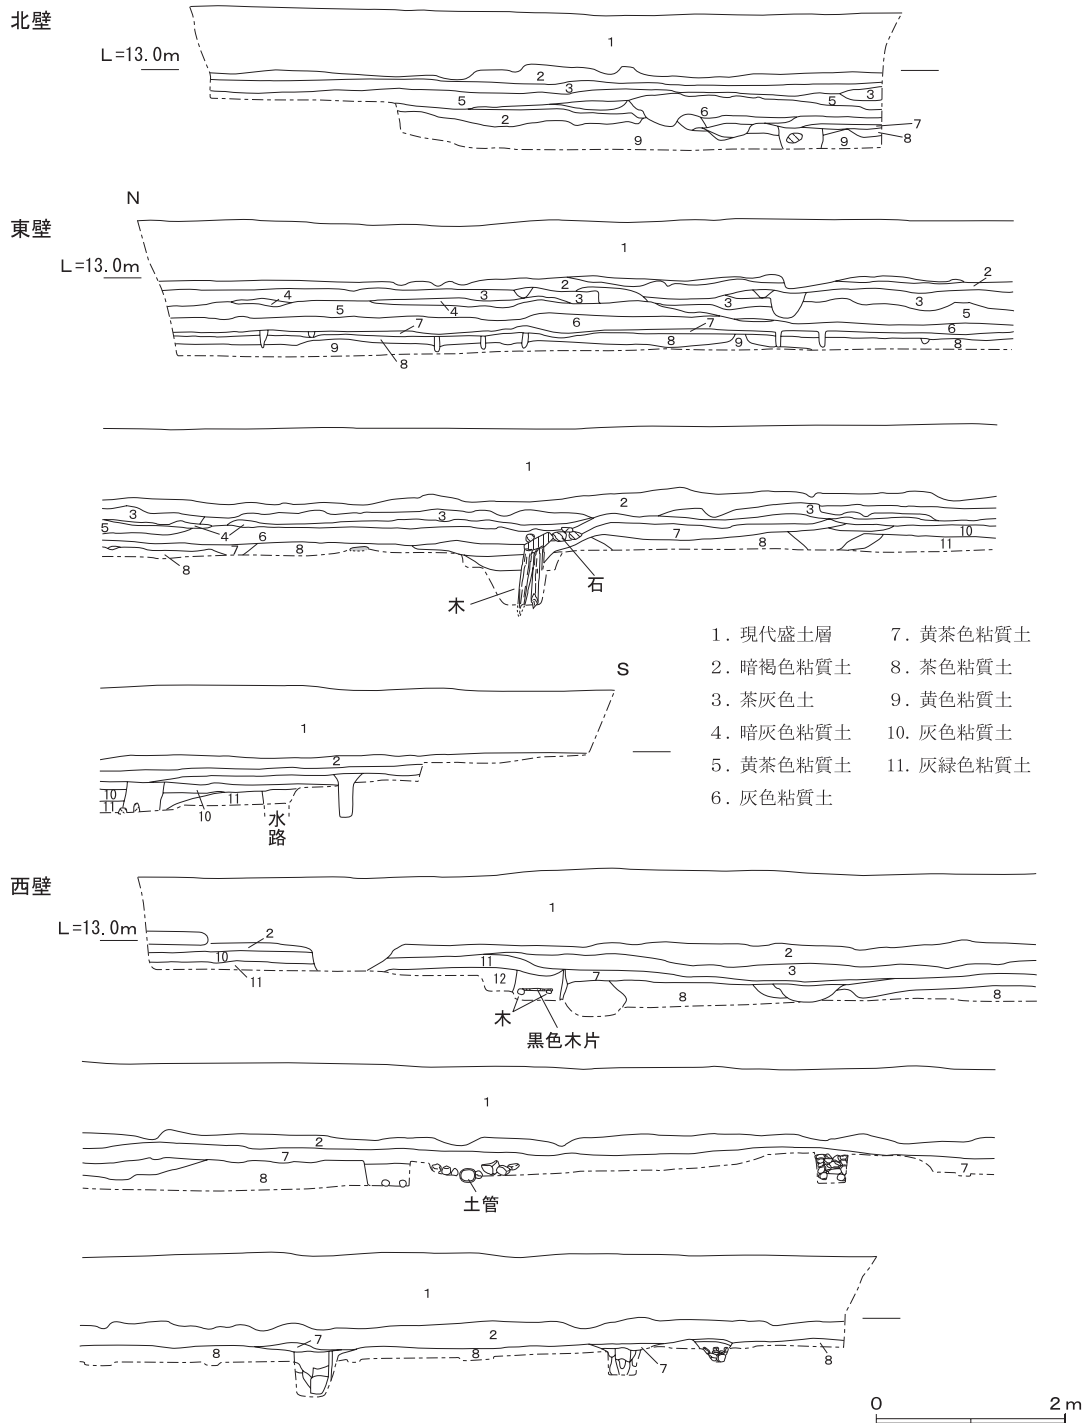 北壁
L=13.0m
1
2
3
5
3
5
6
2
7
8
9
9
N
東壁
L=13.0m
1
2
2
4
3
3
3
3
4
5
5
7
6
7
6
9
8
8
9
8
1
2
3
3
3
5
4
6
7
10
7
8
8
11
8
木
石
1. 現代盛土層
2. 暗褐色粘質土
3. 茶灰色土
4. 暗灰色粘質土
5. 黄茶色粘質土
6. 灰色粘質土
7. 黄茶色粘質土
8. 茶色粘質土
9. 黄色粘質土
10. 灰色粘質土
11. 灰緑色粘質土
S
1
2
10
11
10
11
水路
西壁
L=13.0m
1
2
2
10
11
11
3
12
7
8
8
木
黒色木片
1
2
7
8
7
土管
1
7
2
8
8
7
8
0 2m